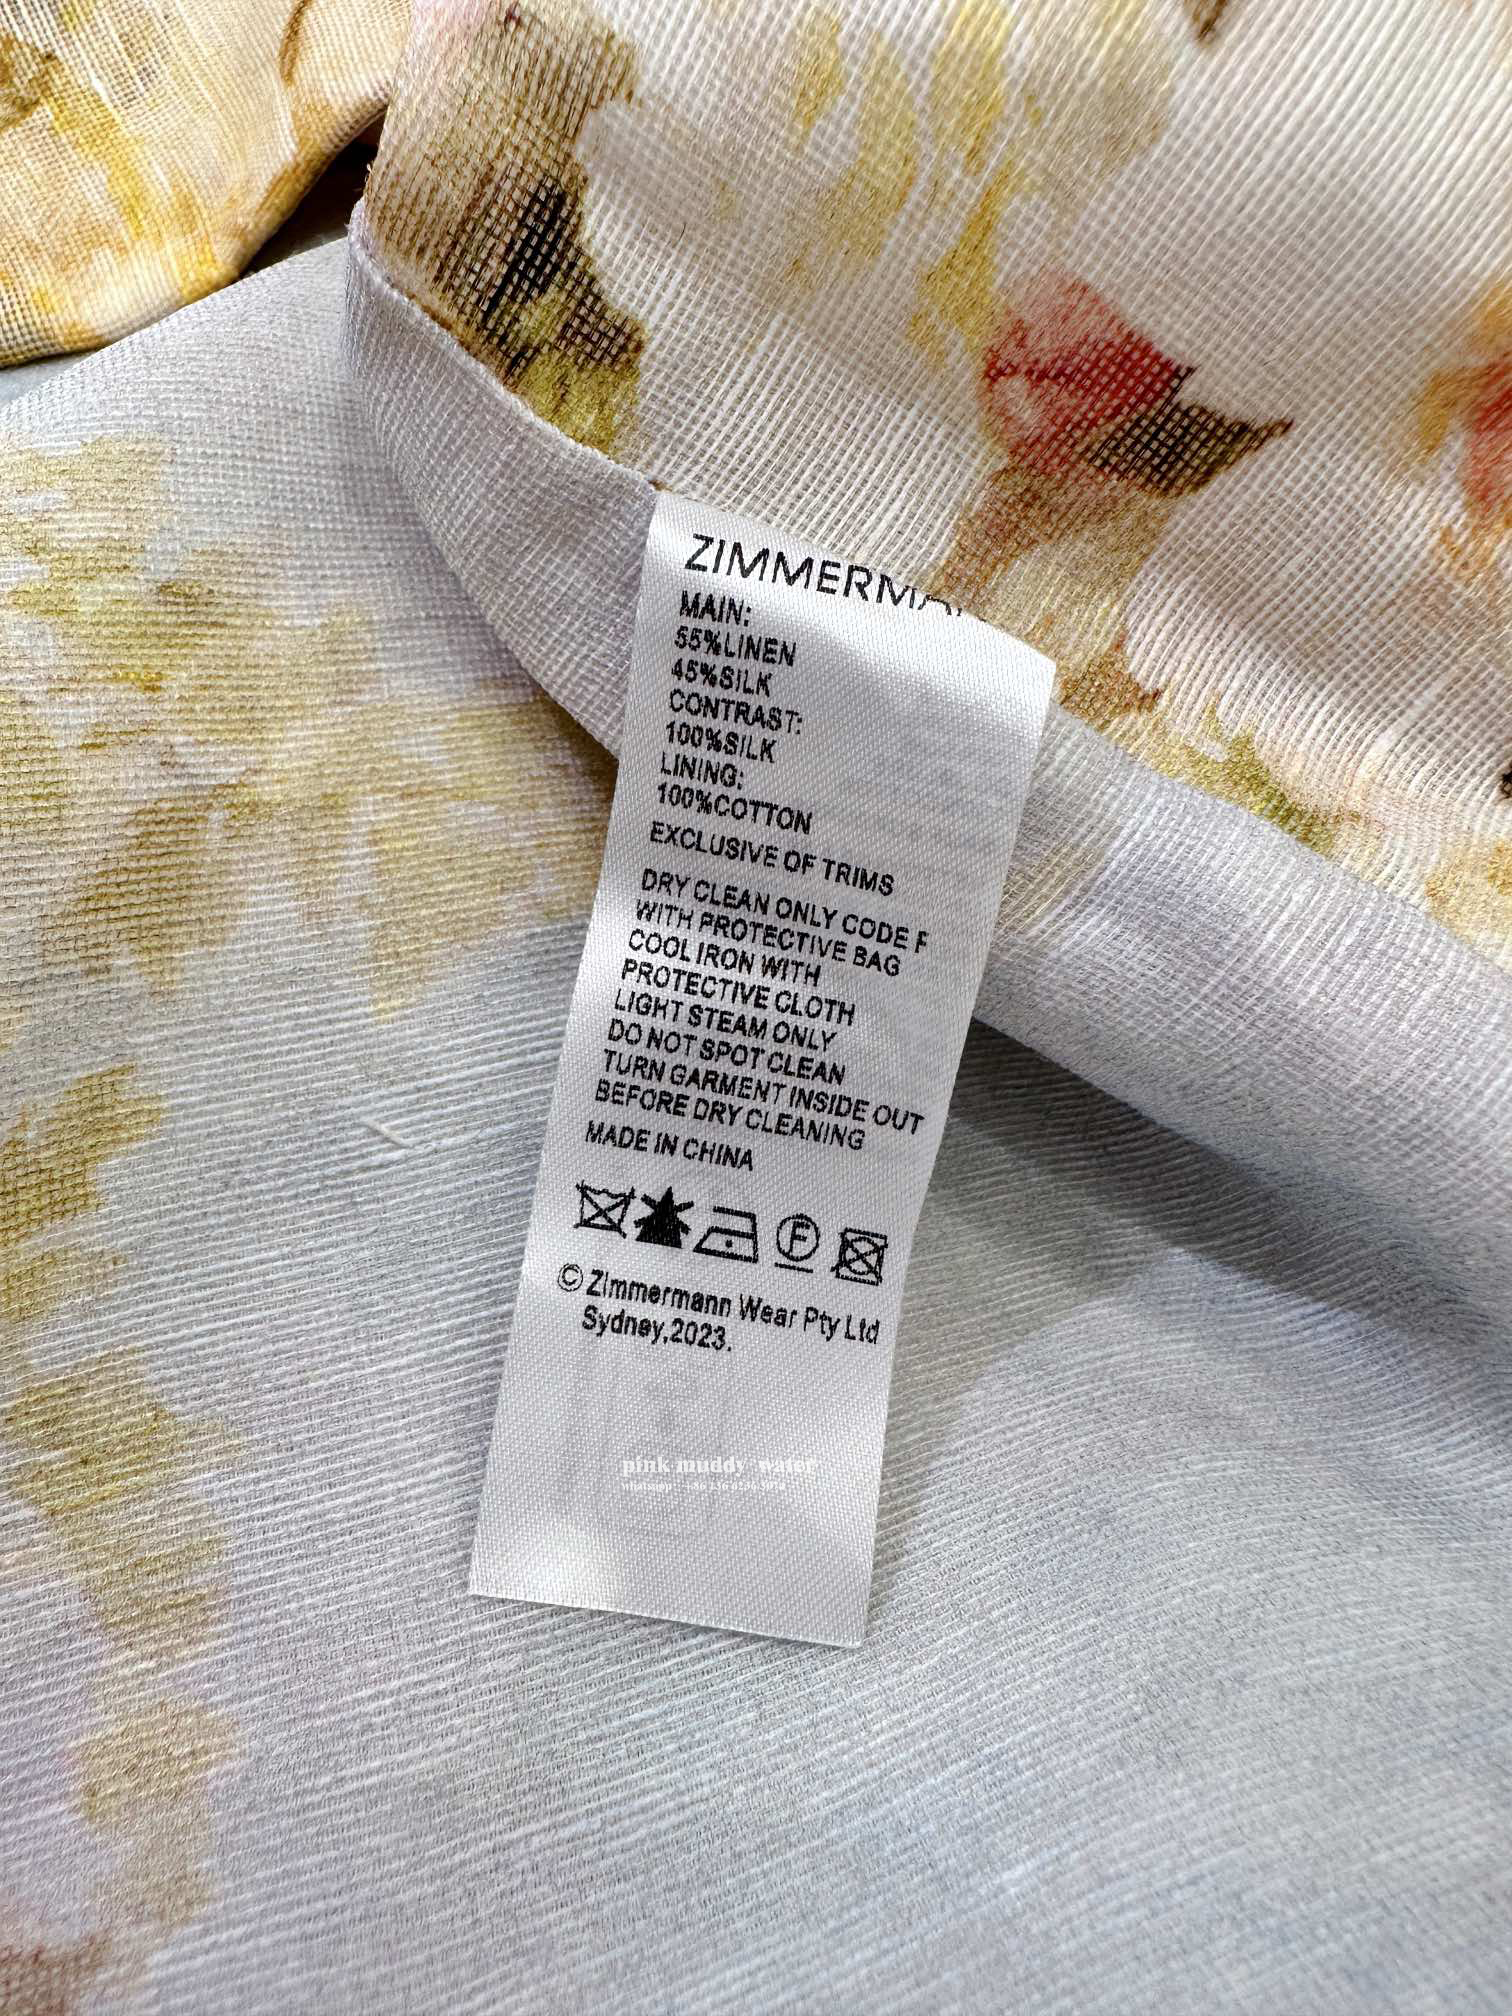 ZIMMERMA
MAIN:
55%LINEN
45%SILK
CONTRAST:
100%SILK
LINING:
100%COTTON
EXCLUSIVE OF TRIMS
DRY CLEAN ONLY CODE F
WITH PROTECTIVE BAG
COOL IRON WITH
PROTECTIVE CLOTH
LIGHT STEAM ONLY
DO NOT SPOT CLEAN
TURN GARMENT INSIDE OUT
BEFORE DRY CLEANING
MADE IN CHINA
F
© Zimmermann Wear Pty Ltd
Sydney,2023.
pink muddy water
whatsapp